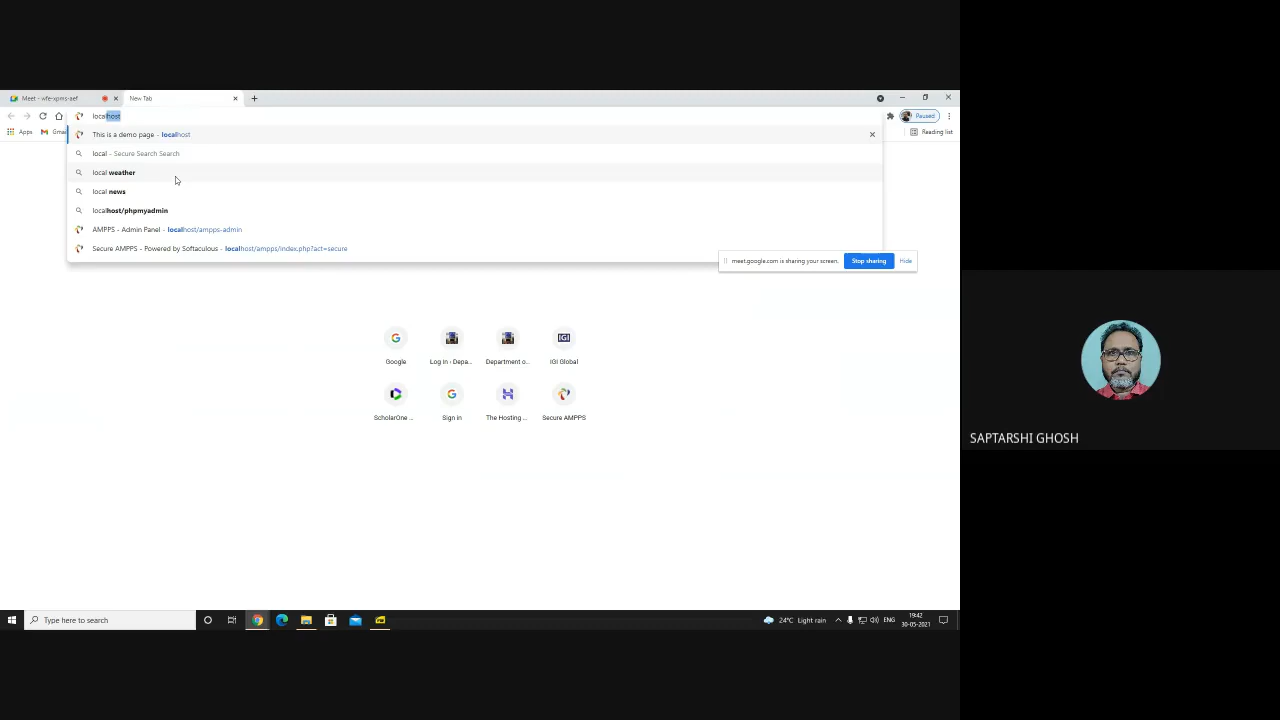 Meet - wfe-xpms-aef
New Tab
localhost
Paused
Apps
Gmai
Reading list
This is a demo page - localhost
local - Secure Search Search
local weather
local news
localhost/phpmyadmin
AMPPS - Admin Panel - localhost/ampps-admin
Secure AMPPS - Powered by Softaculous - localhost/ampps/index.php?act=secure
meet.google.com is sharing your screen.
Stop sharing
Hide
Google
Log In ‹ Depa...
Department o...
IGI Global
ScholarOne ...
Sign in
The Hosting ...
Secure AMPPS
SAPTARSHI GHOSH
Type here to search
24°C Light rain
ENG
19:42
30-05-2021